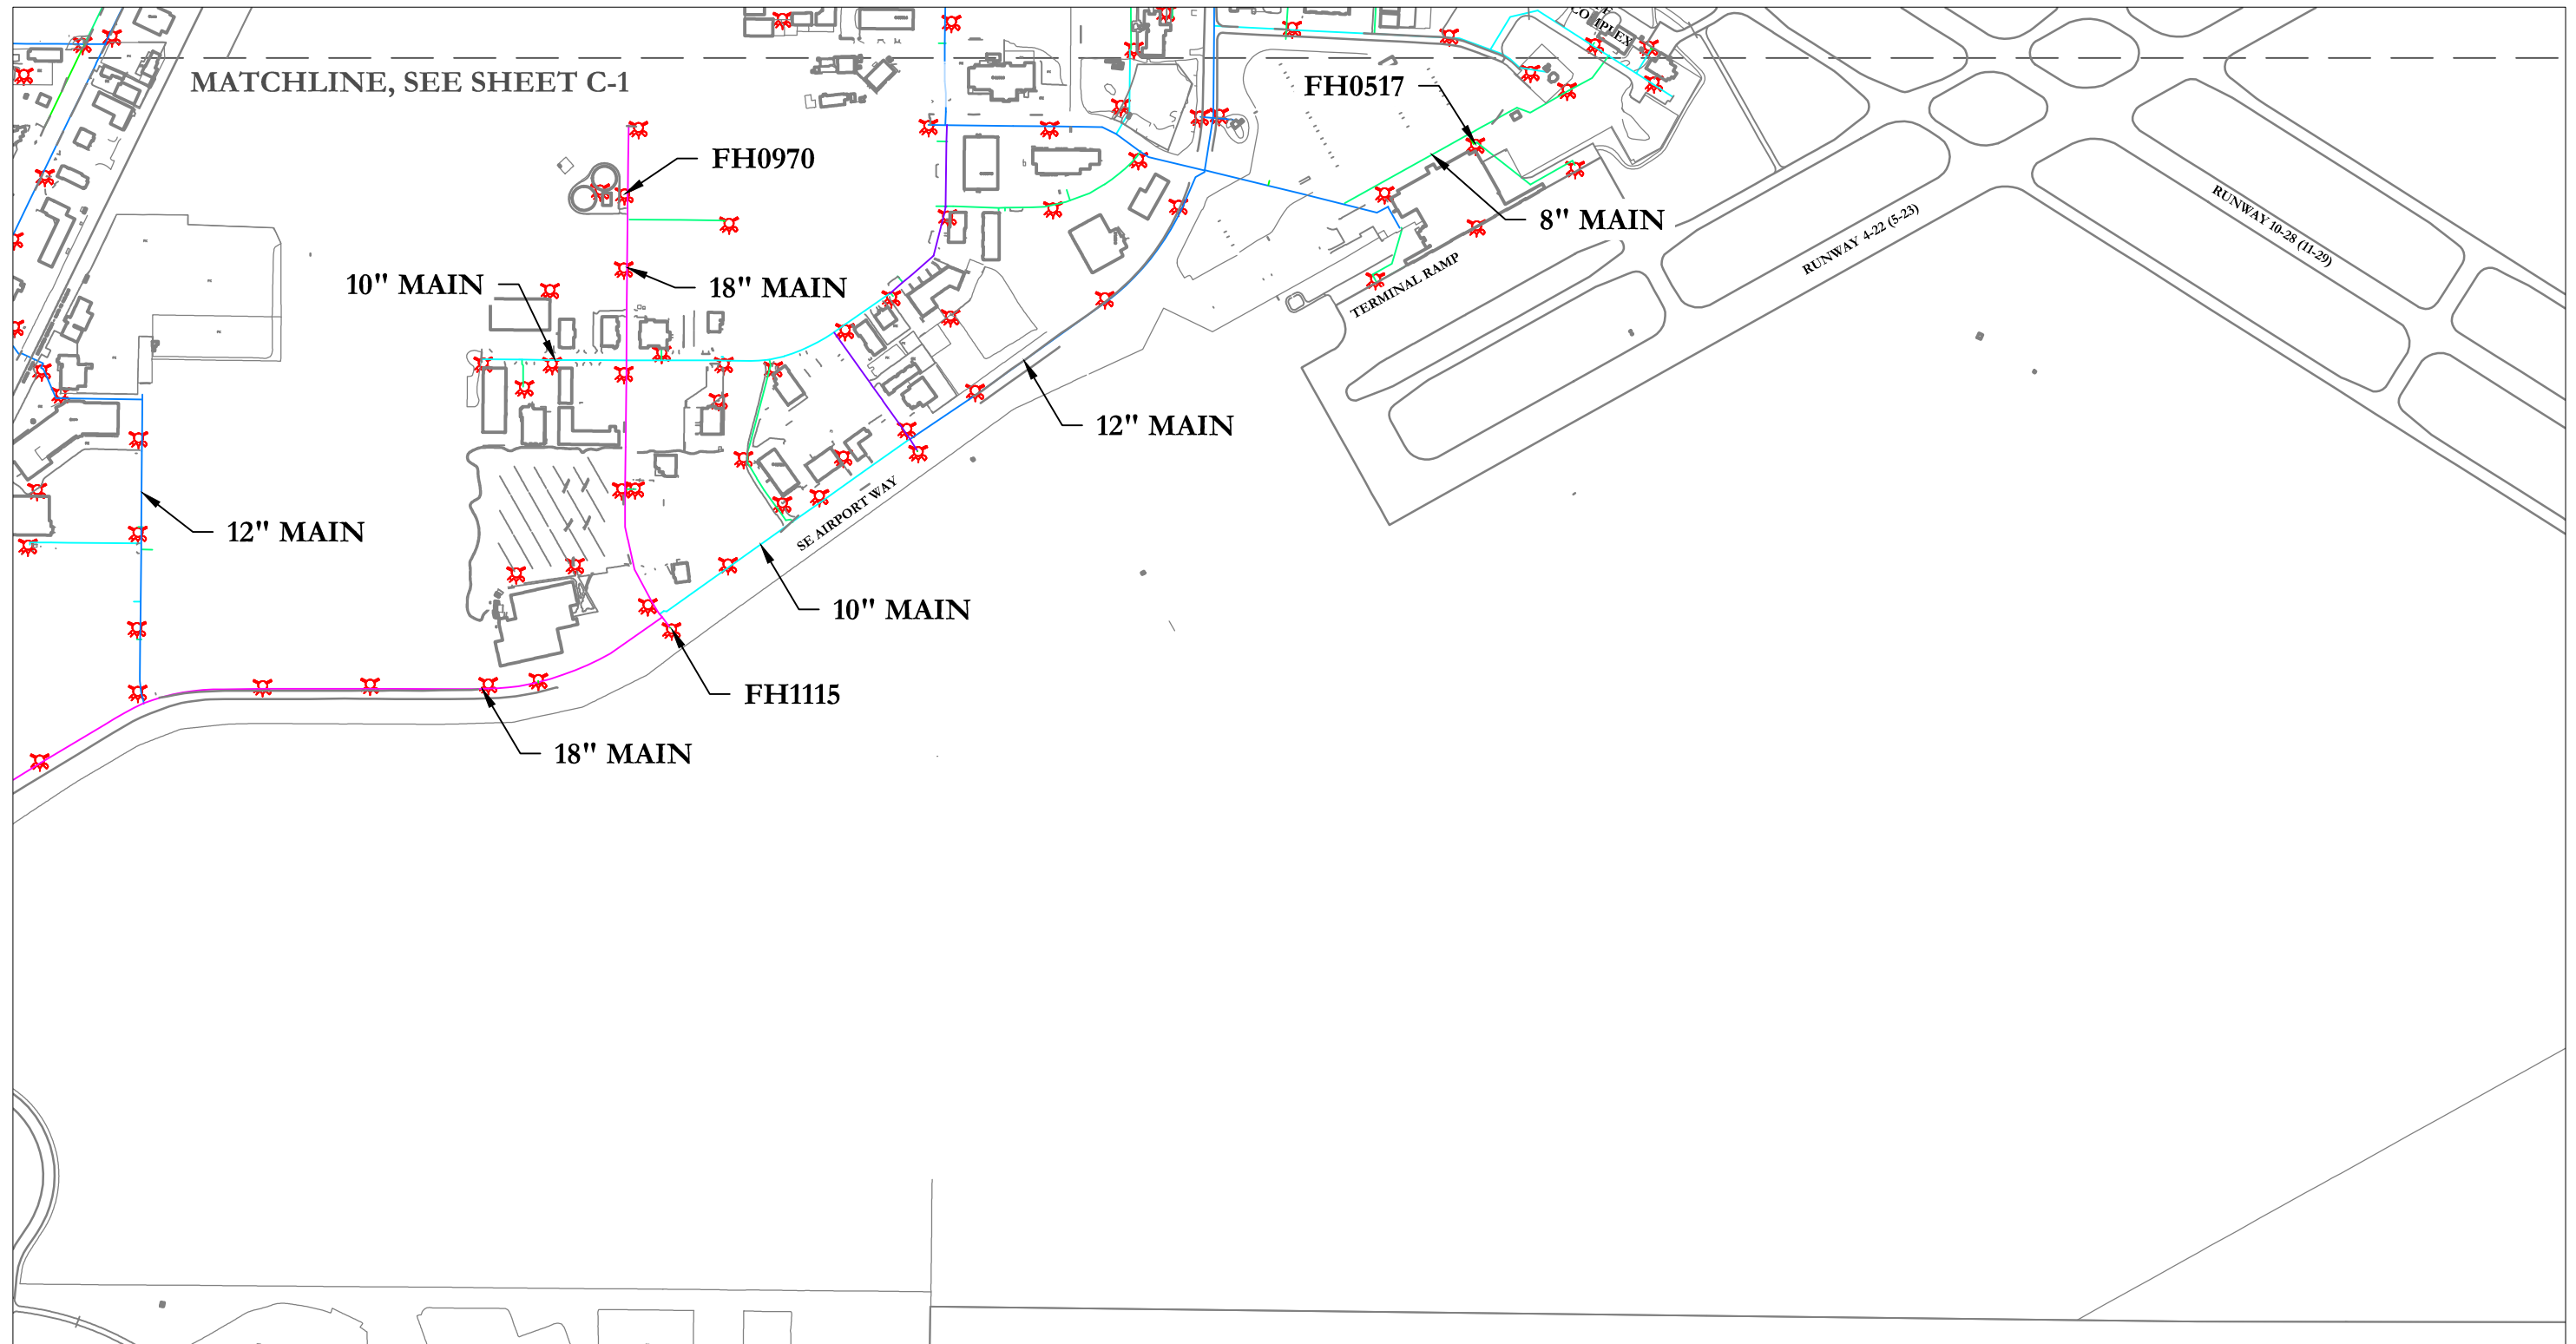 COMPLEX
MATCHLINE, SEE SHEET C-1
FH0517
FH0970
8" MAIN
RUNWAY 10-28 (11-29)
RUNWAY 4-22 (5-23)
10" MAIN
18" MAIN
TERMINAL RAMP
12" MAIN
12" MAIN
SE AIRPORT WAY
10" MAIN
FH1115
18" MAIN